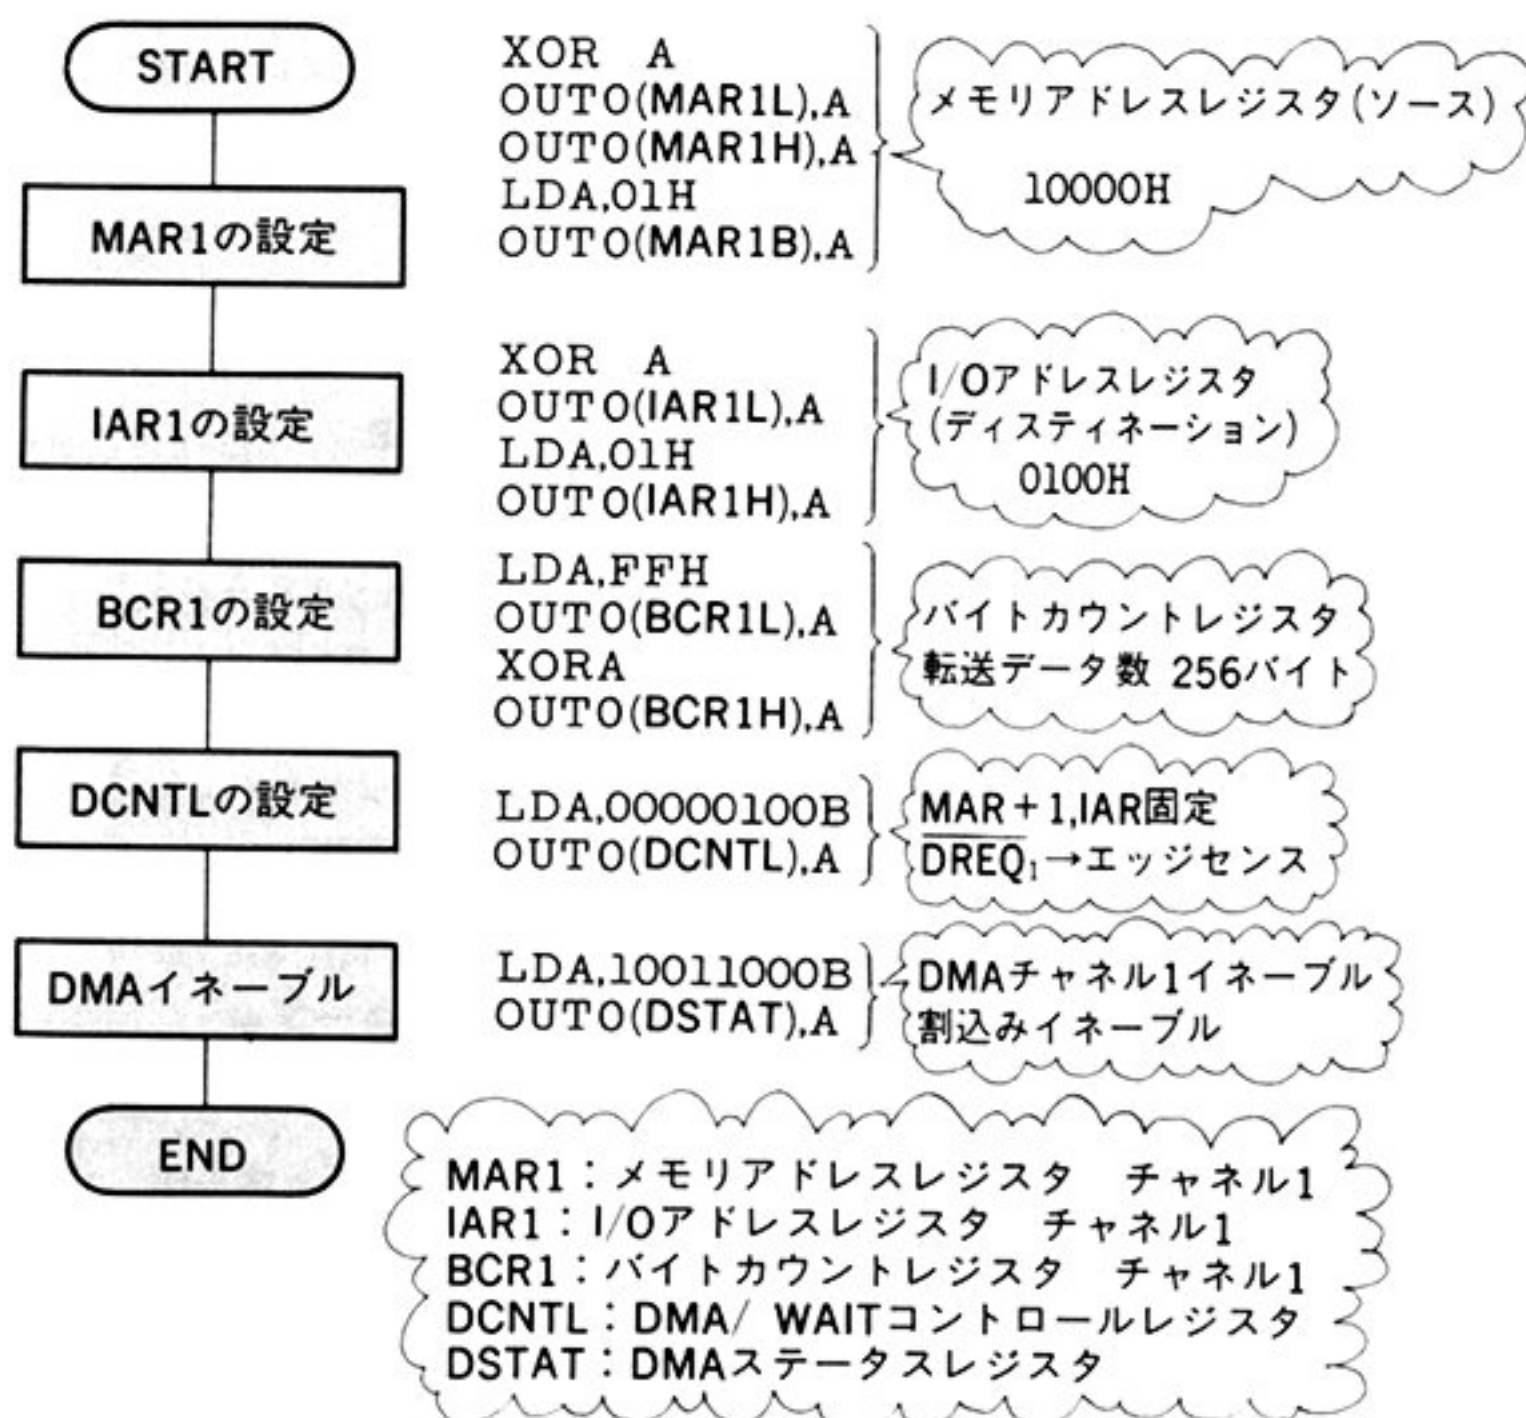 START
MAR1の設定
IAR1の設定
BCR1の設定
DCNTLの設定
DMAイネーブル
END
XOR A
OUTO(MAR1L),A
OUTO(MAR1H),A
LDA,01H
OUTO(MAR1B),A
メモリアドレスレジスタ(ソース)
10000H
XOR A
OUTO(IAR1L),A
LDA,01H
OUTO(IAR1H),A
I/Oアドレスレジスタ
(ディスティネーション)
0100H
LDA,FFH
OUTO(BCR1L),A
XORA
OUTO(BCR1H),A
バイトカウントレジスタ
転送データ数 256バイト
LDA,00000100B
OUTO(DCNTL),A
MAR+1,IAR固定
DREQ₁→エッジセンス
LDA,10011000B
OUTO(DSTAT),A
DMAチャネル1イネーブル
割込みイネーブル
MAR1:メモリアドレスレジスタ チャネル1
IAR1:I/Oアドレスレジスタ チャネル1
BCR1:バイトカウントレジスタ チャネル1
DCNTL:DMA/ WAITコントロールレジスタ
DSTAT:DMAステータスレジスタ